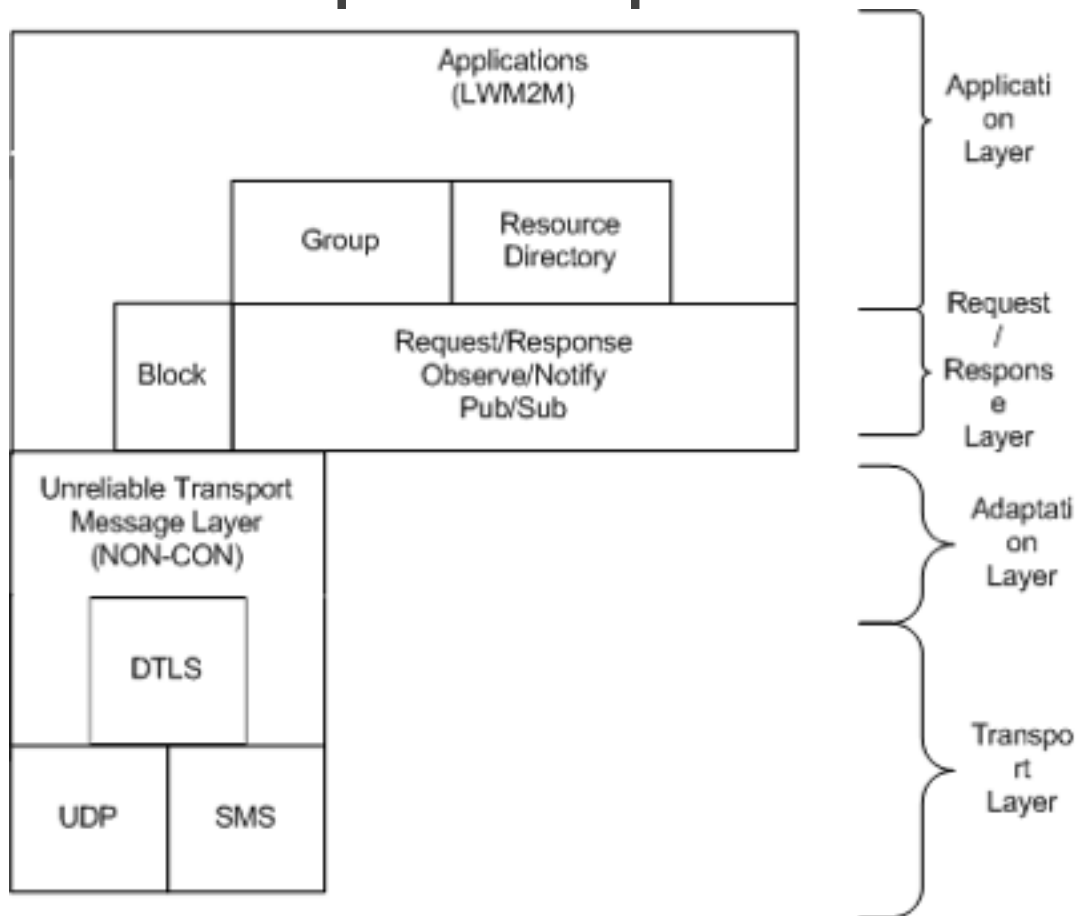 Applications
(LWM2M)
Group
Resource
Directory
Block
Request/Response
Observe/Notify
Pub/Sub
Unreliable Transport
Message Layer
(NON-CON)
DTLS
UDP
SMS
Applicati
on
Layer
Request
/
Respons
e
Layer
Adaptati
on
Layer
Transpo
rt
Layer